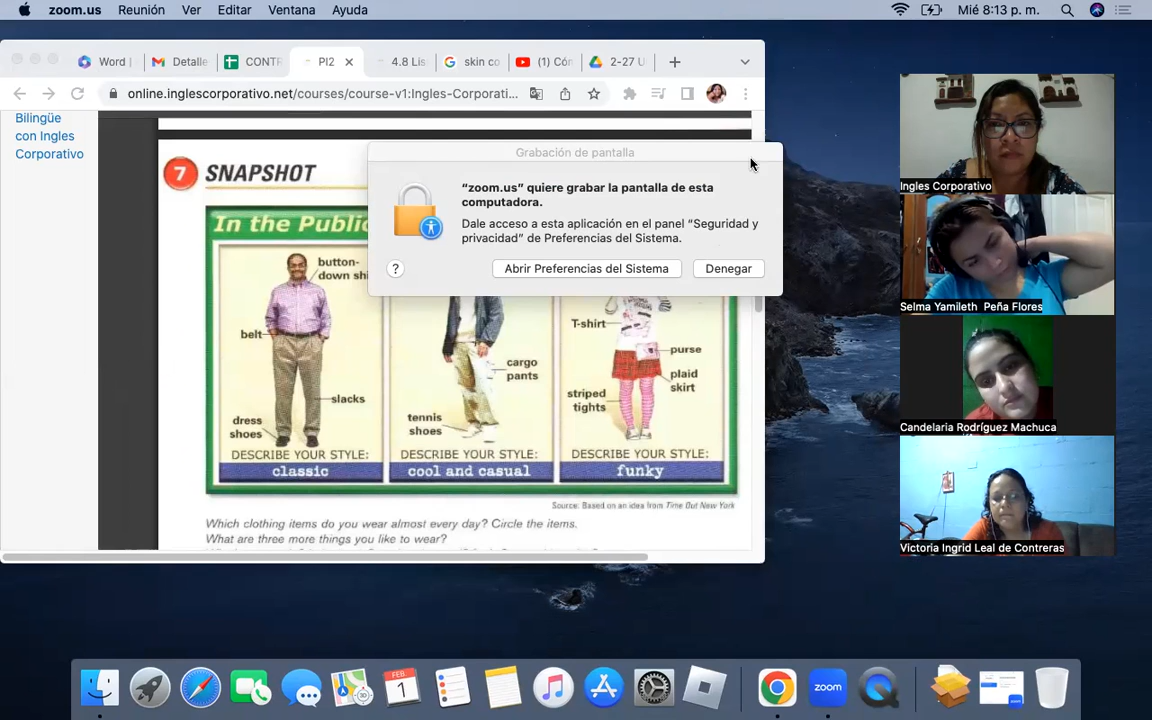 zoom.us Reunión Ver Editar Ventana Ayuda Mié 8:13 p. m.
Word | Detalle CONTR PI2 4.8 Lis skin co (1) Cón 2-27 U
online.inglescorporativo.net/courses/course-v1:Ingles-Corporati...
Bilingüe
con Ingles
Corporativo
7 SNAPSHOT
In the Public
button-
down shi
belt
slacks
dress
shoes
DESCRIBE YOUR STYLE:
classic
cargo
pants
tennis
shoes
DESCRIBE YOUR STYLE:
cool and casual
T-shirt
purse
plaid
skirt
striped
tights
DESCRIBE YOUR STYLE:
funky
Source: Based on an idea from Time Out New York
Which clothing items do you wear almost every day? Circle the items.
What are three more things you like to wear?
Grabación de pantalla
“zoom.us” quiere grabar la pantalla de esta
computadora.
Dale acceso a esta aplicación en el panel “Seguridad y
privacidad” de Preferencias del Sistema.
? Abrir Preferencias del Sistema Denegar
Ingles Corporativo
Selma Yamileth Peña Flores
Candelaria Rodríguez Machuca
Victoria Ingrid Leal de Contreras
FEB.
1
zoom